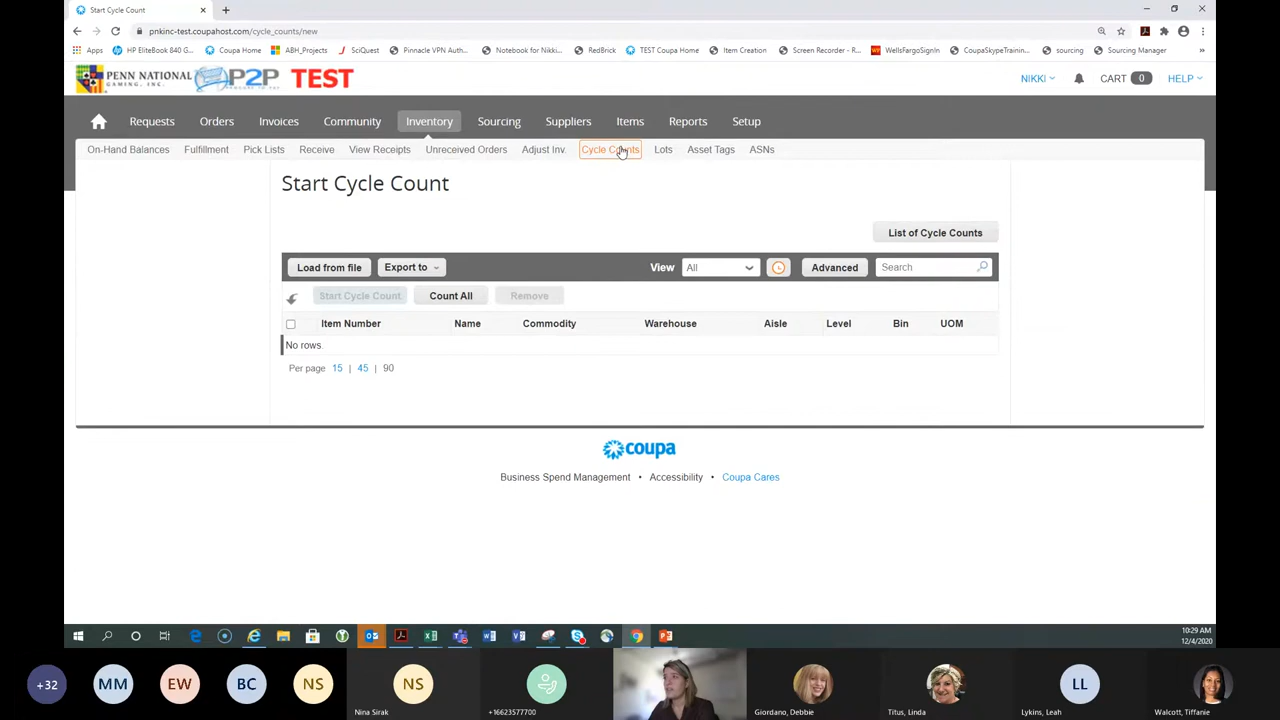 Start Cycle Count
pnkinc-test.coupahost.com/cycle_counts/new
Apps
HP EliteBook 840 G...
Coupa Home
ABH_Projects
SciQuest
Pinnacle VPN Auth...
Notebook for Nikki...
RedBrick
TEST Coupa Home
Item Creation
Screen Recorder - R...
WellsFargoSignIn
CoupaSkypeTrainin...
sourcing
Sourcing Manager
PENN NATIONAL
GAMING, INC.
P2P
TEST
NIKKI
CART 0
HELP
Requests
Orders
Invoices
Community
Inventory
Sourcing
Suppliers
Items
Reports
Setup
On-Hand Balances
Fulfillment
Pick Lists
Receive
View Receipts
Unreceived Orders
Adjust Inv.
Cycle Counts
Lots
Asset Tags
ASNs
Start Cycle Count
List of Cycle Counts
Load from file
Export to
View All
Advanced
Search
Start Cycle Count
Count All
Remove
Item Number
Name
Commodity
Warehouse
Aisle
Level
Bin
UOM
No rows.
Per page 15 | 45 | 90
coupa
Business Spend Management • Accessibility • Coupa Cares
10:29 AM
12/4/2020
+32
MM
EW
BC
NS
NS
LL
Nina Sirak
+16623577700
Giordano, Debbie
Titus, Linda
Lykins, Leah
Walcott, Tiffanie